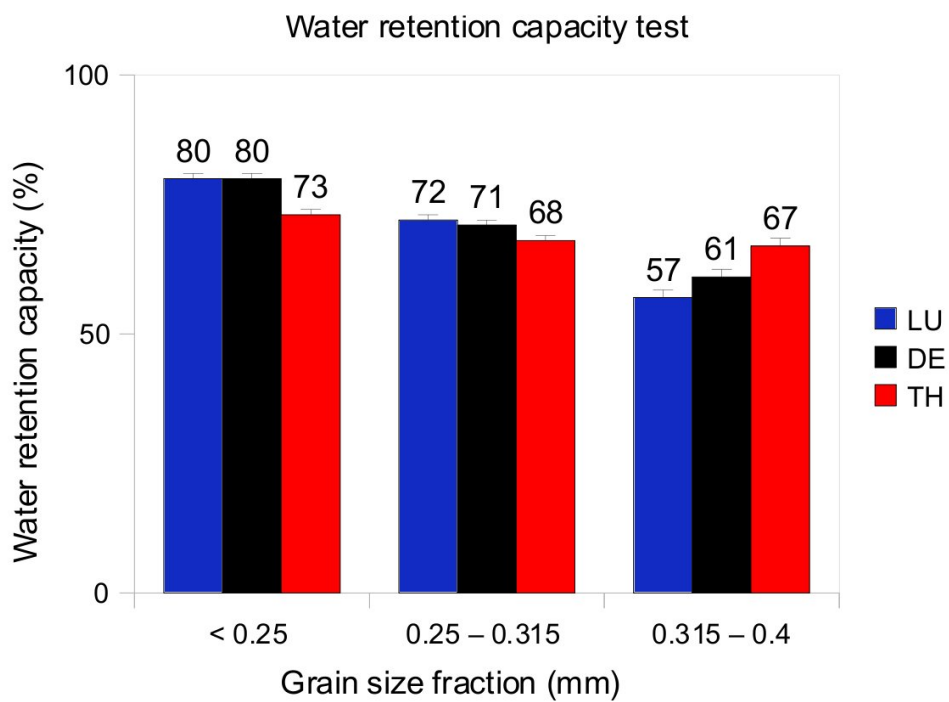 Water retention capacity test
Water retention capacity (%)
100
50
0
80 80 73
72 71 68
57 61 67
< 0.25
0.25 – 0.315
0.315 – 0.4
Grain size fraction (mm)
LU
DE
TH